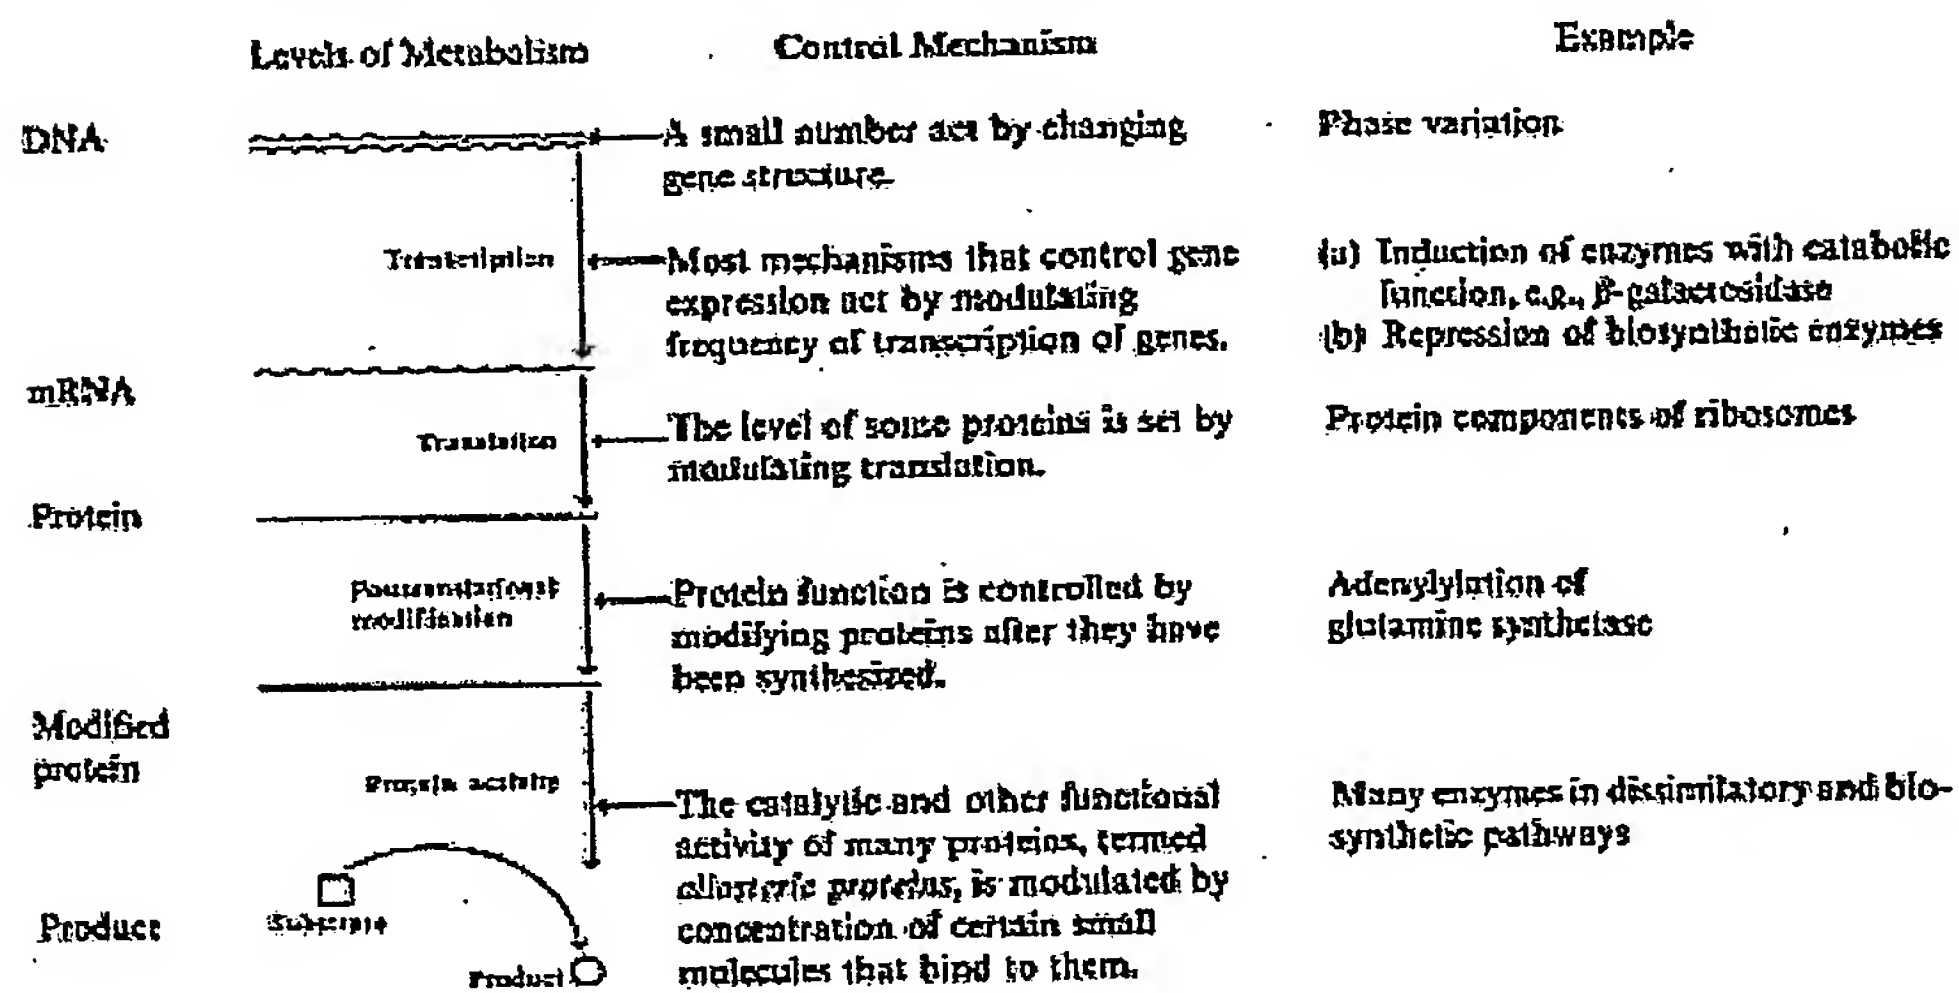 Levels of Metabolism Control Mechanism Example
DNA
A small number act by changing
gene structure.
Phase variation
Transcription
Most mechanisms that control gene
expression act by modulating
frequency of transcription of genes.
(a) Induction of enzymes with catabolic
function, e.g., β-galactosidase
(b) Repression of biosynthetic enzymes
mRNA
Translation
The level of some proteins is set by
modulating translation.
Protein components of ribosomes
Protein
Posttranslational
modification
Protein function is controlled by
modifying proteins after they have
been synthesized.
Adenylylation of
glutamine synthetase
Modified
protein
Protein activity
The catalytic and other functional
activity of many proteins, termed
allosteric proteins, is modulated by
concentration of certain small
molecules that bind to them.
Many enzymes in dissimilatory and bio-
synthetic pathways
Product
Substrate
Product